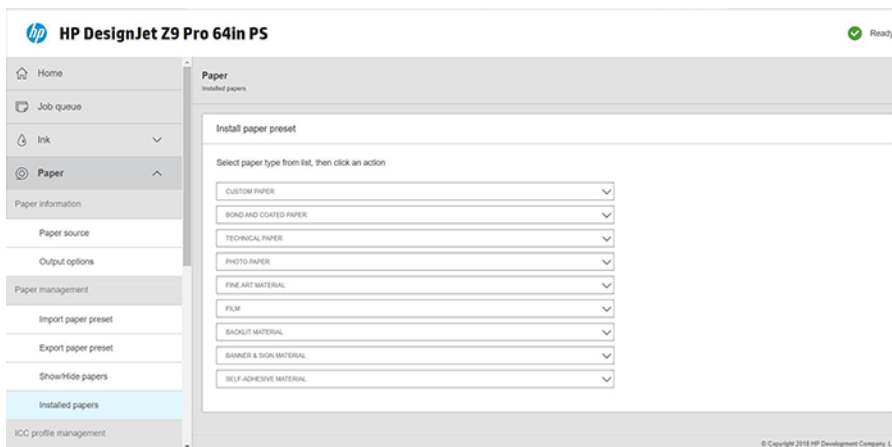 hp HP DesignJet Z9 Pro 64in PS
Ready
Home
Job queue
Ink
Paper
Paper information
Paper source
Output options
Paper management
Import paper preset
Export paper preset
Show/Hide papers
Installed papers
ICC profile management
Paper
Installed papers
Install paper preset
Select paper type from list, then click an action
CUSTOM PAPER
BOND AND COATED PAPER
TECHNICAL PAPER
PHOTO PAPER
FINE ART MATERIAL
FILM
BACKLIT MATERIAL
BANNER & SIGN MATERIAL
SELF-ADHESIVE MATERIAL
© Copyright 2018 HP Development Company, L